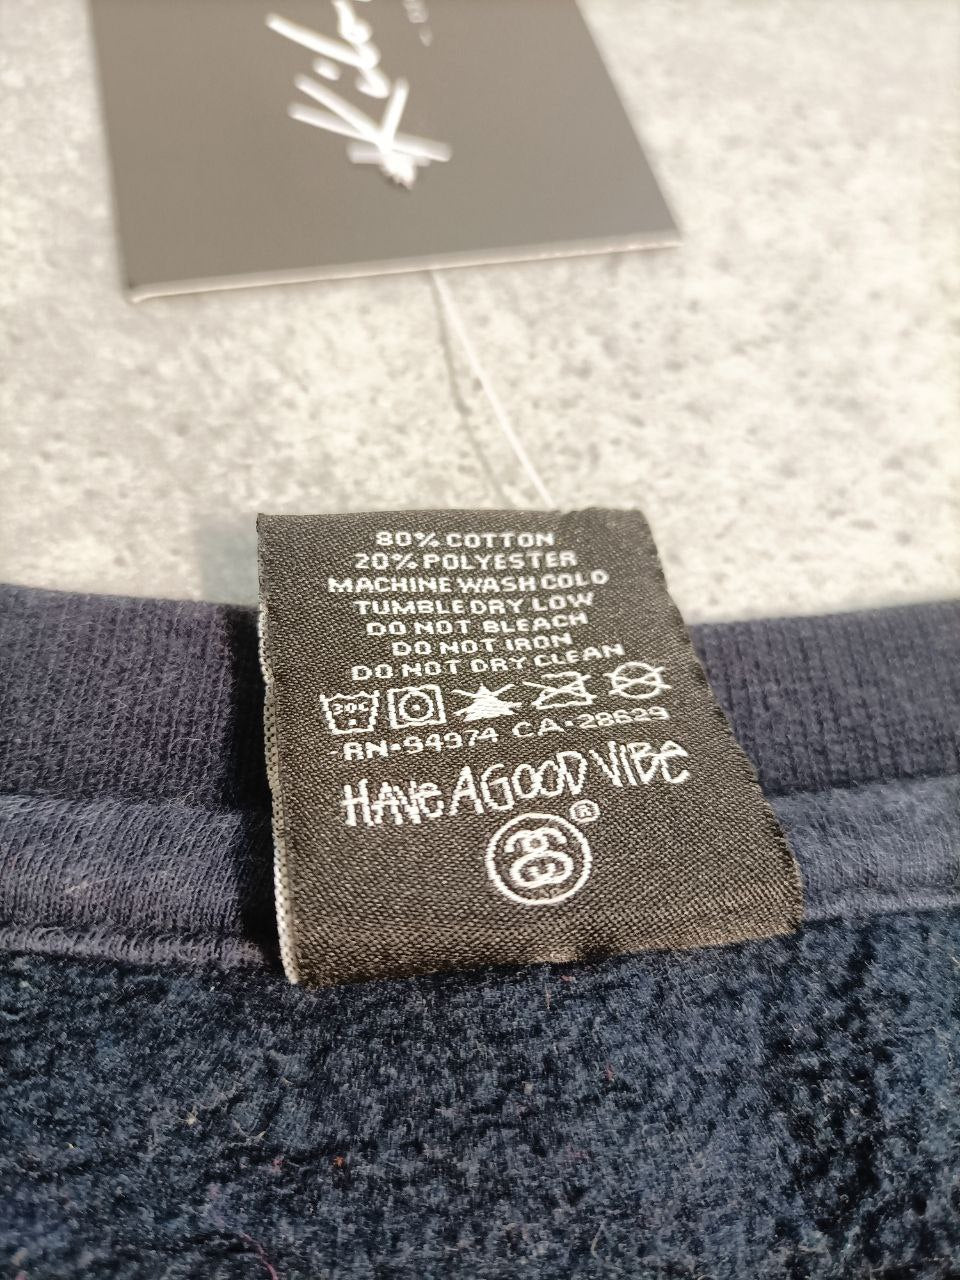 80% COTTON
20% POLYESTER
MACHINE WASH COLD
TUMBLE DRY LOW
DO NOT BLEACH
DO NOT IRON
DO NOT DRY CLEAN
30C
-RN•94974 CA•28629
HAVE A GOOD VIBE
®